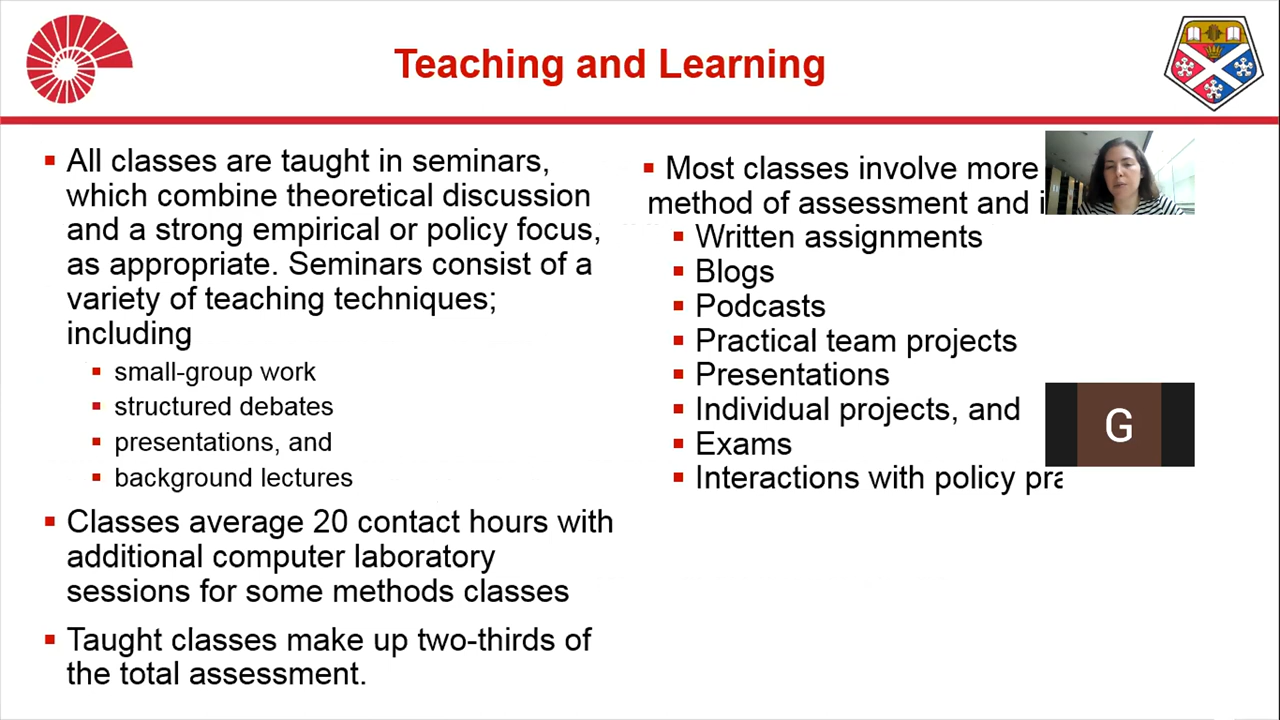 Teaching and Learning
All classes are taught in seminars,
which combine theoretical discussion
and a strong empirical or policy focus,
as appropriate. Seminars consist of a
variety of teaching techniques;
including
small-group work
structured debates
presentations, and
background lectures
Classes average 20 contact hours with
additional computer laboratory
sessions for some methods classes
Taught classes make up two-thirds of
the total assessment.
Most classes involve more
method of assessment and
Written assignments
Blogs
Podcasts
Practical team projects
Presentations
Individual projects, and
Exams
Interactions with policy
G